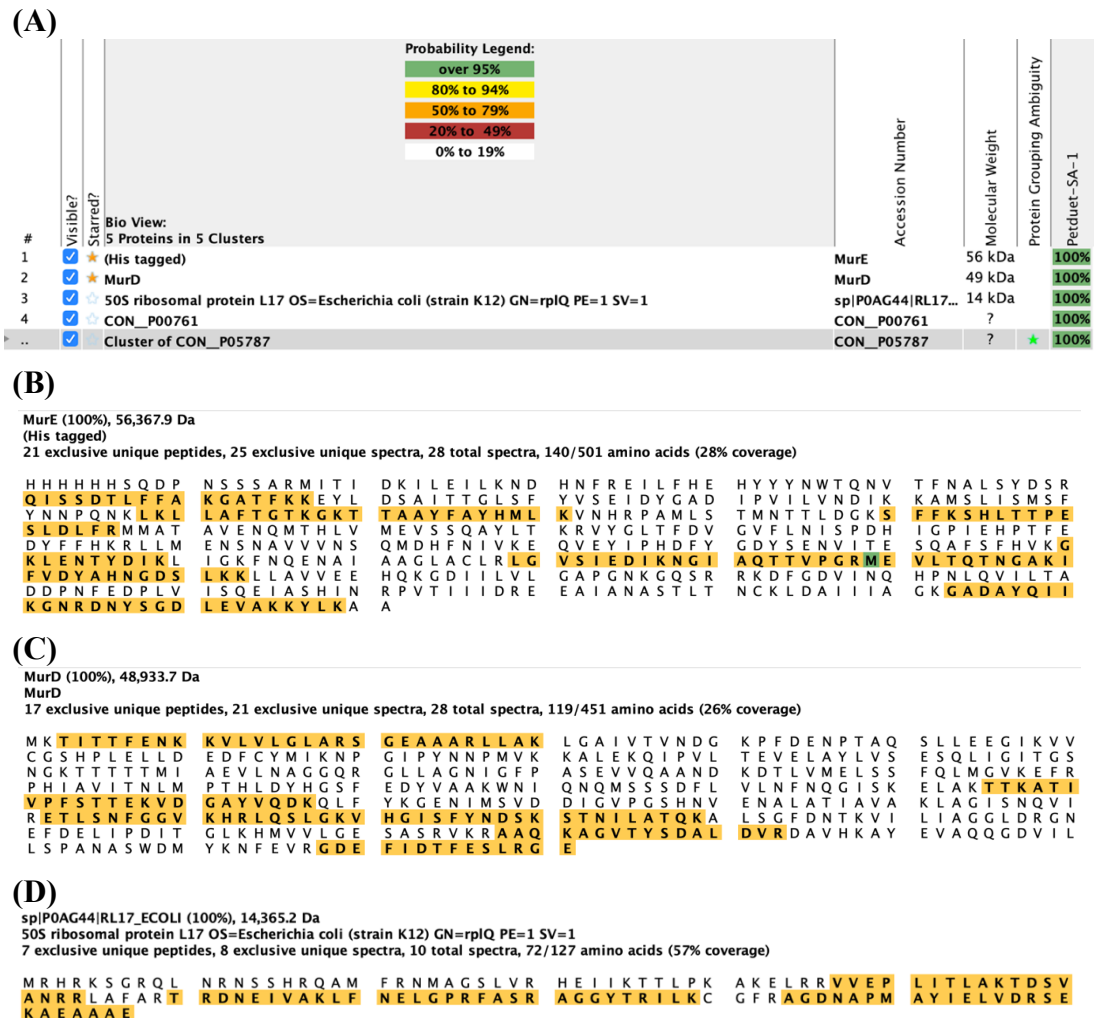 (A)
Probability Legend:
over 95%
80% to 94%
50% to 79%
20% to 49%
0% to 19%
Bio View:
5 Proteins in 5 Clusters
#
Visible?
Starred?
Accession Number
Molecular Weight
Protein Grouping Ambiguity
Petduet-SA-1
1 (His tagged) MurE 56 kDa 100%
2 MurD MurD 49 kDa 100%
3 50S ribosomal protein L17 OS=Escherichia coli (strain K12) GN=rplQ PE=1 SV=1 sp|P0AG44|RL17... 14 kDa 100%
4 CON__P00761 CON__P00761 ? 100%
.. Cluster of CON__P05787 CON__P05787 ? 100%
(B)
MurE (100%), 56,367.9 Da
(His tagged)
21 exclusive unique peptides, 25 exclusive unique spectra, 28 total spectra, 140/501 amino acids (28% coverage)
HHHHHHSQDP NSSSARMITI DKILEILKND HNFREILFHE HYYYNWTQNV TFNALSYDSR
QISSDTLFFA KGATFKKEYL DSAITTGLSF YVSEIDYGAD IPVILVNDIK KAMSLISMSF
YNNPQNKLKL LAFTGTKGKT TAAYFAYHML KVNHRPAMLS TMNTTLDGKS FFKSHLTTPE
SLDLFRMMAT AVENQMTHLV MEVSSQAYLT KRVYGLTFDV GVFLNISPDH IGPIEHPTFE
DYFFHKRLLM ENSNAVVVNS QMDHFNIVKE QVEYIPHDFY GDYSENVITE SQAFSFHVKG
KLENTYDIKL IGKFNQENAI AAGLACLRLG VSIEDIKNGI AQTTVPGRME VLTQTNGAKI
FVDYAHNGDS LKKLLAVVEE HQKGDIILVL GAPGNKGQSR RKDFGDVINQ HPNLQVILTA
DDPNFEDPLV ISQEIASHIN RPVTIIIDRE EAIANASTLT NCKLDAIIIA GKGADAYQII
KGNRDNYSGD LEVAKKYLKA A
(C)
MurD (100%), 48,933.7 Da
MurD
17 exclusive unique peptides, 21 exclusive unique spectra, 28 total spectra, 119/451 amino acids (26% coverage)
MKTITTFENK KVLVLGLARS GEAAARLLAK LGAIVTVNDG KPFDENPTAQ SLLEEGIKVV
CGSHPLELLD EDFCYMIKNP GIPYNNPMVK KALEKQIPVL TEVELAYLVS ESQLIGITGS
NGKTTTTTMI AEVLNAGGQR GLLAGNIGFP ASEVVQAAND KDTLVMELSS FQLMGVKEFR
PHIAVITNLM PTHLDYHGSF EDYVAAKWNI QNQMSSSDFL VLNFNQGISK ELAKTTKATI
VPFSTTEKVD GAYVQDKQLF YKGENIMSVD DIGVPGSHNV ENALATIAVA KLAGISNQVI
RETLSNFGGV KHRLQSLGKV HGISFYNDSK STNILATQKA LSGFDNTKVI LIAGGLDRGN
EFDELIPDIT GLKHMVVLGE SASRVKRAAQ KAGVTYSDAL DVRDAVHKAY EVAQQGDVIL
LSPANASWDM YKNFEVRGDE FIDTFESLRG E
(D)
sp|P0AG44|RL17_ECOLI (100%), 14,365.2 Da
50S ribosomal protein L17 OS=Escherichia coli (strain K12) GN=rplQ PE=1 SV=1
7 exclusive unique peptides, 8 exclusive unique spectra, 10 total spectra, 72/127 amino acids (57% coverage)
MRHRKSGRQL NRNSSHRQAM FRNMAGSLVR HEIIKTTLPK AKELRRVVEP LITLAKTDSV
ANRRLAFART RDNEIVAKLF NELGPRFASR AGGYTRILKC GFRAGDNAPM AYIELVDRSE
KAEAAAE